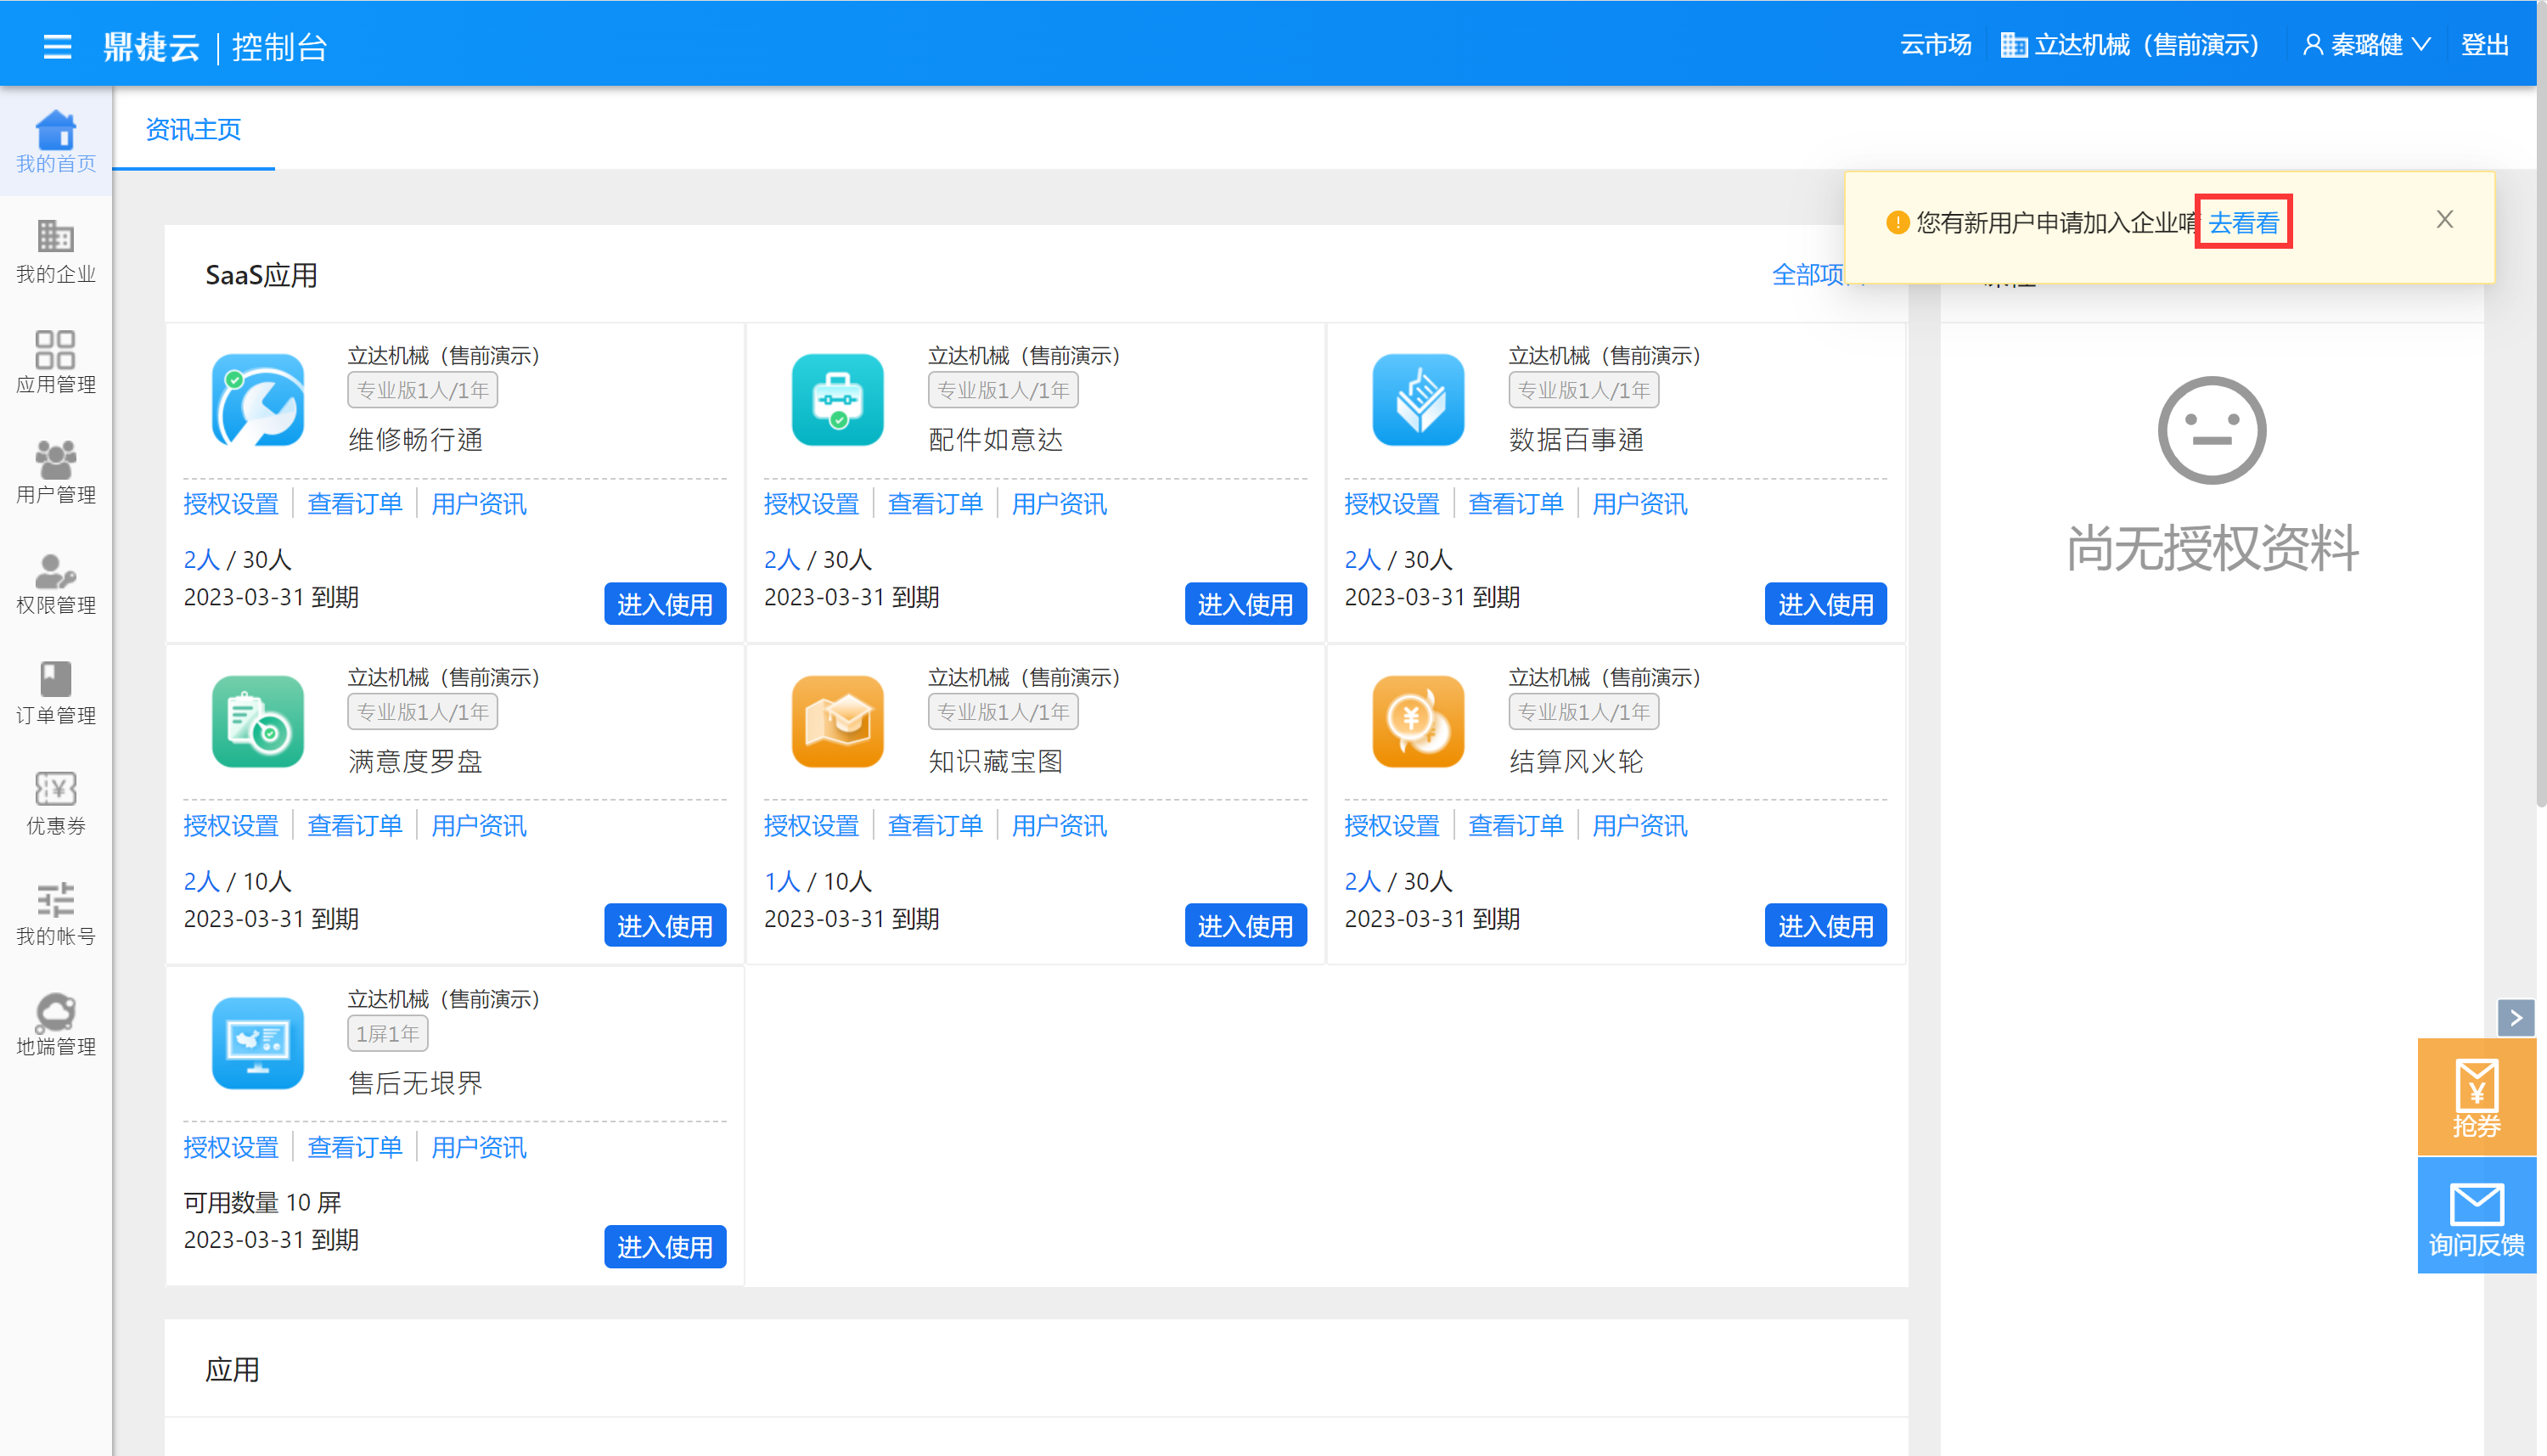 鼎捷云 控制台
云市场 立达机械（售前演示） 秦璐健 登出
我的首页
我的企业
应用管理
用户管理
权限管理
订单管理
优惠券
我的帐号
地端管理
资讯主页
您有新用户申请加入企业唷 去看看
SaaS应用
全部项
立达机械（售前演示）
专业版1人/1年
维修畅行通
授权设置 查看订单 用户资讯
2人 / 30人
2023-03-31 到期
进入使用
立达机械（售前演示）
专业版1人/1年
配件如意达
授权设置 查看订单 用户资讯
2人 / 30人
2023-03-31 到期
进入使用
立达机械（售前演示）
专业版1人/1年
数据百事通
授权设置 查看订单 用户资讯
2人 / 30人
2023-03-31 到期
进入使用
立达机械（售前演示）
专业版1人/1年
满意度罗盘
授权设置 查看订单 用户资讯
2人 / 10人
2023-03-31 到期
进入使用
立达机械（售前演示）
专业版1人/1年
知识藏宝图
授权设置 查看订单 用户资讯
1人 / 10人
2023-03-31 到期
进入使用
立达机械（售前演示）
专业版1人/1年
结算风火轮
授权设置 查看订单 用户资讯
2人 / 30人
2023-03-31 到期
进入使用
立达机械（售前演示）
1屏1年
售后无垠界
授权设置 查看订单 用户资讯
可用数量 10 屏
2023-03-31 到期
进入使用
尚无授权资料
抢券
询问反馈
应用